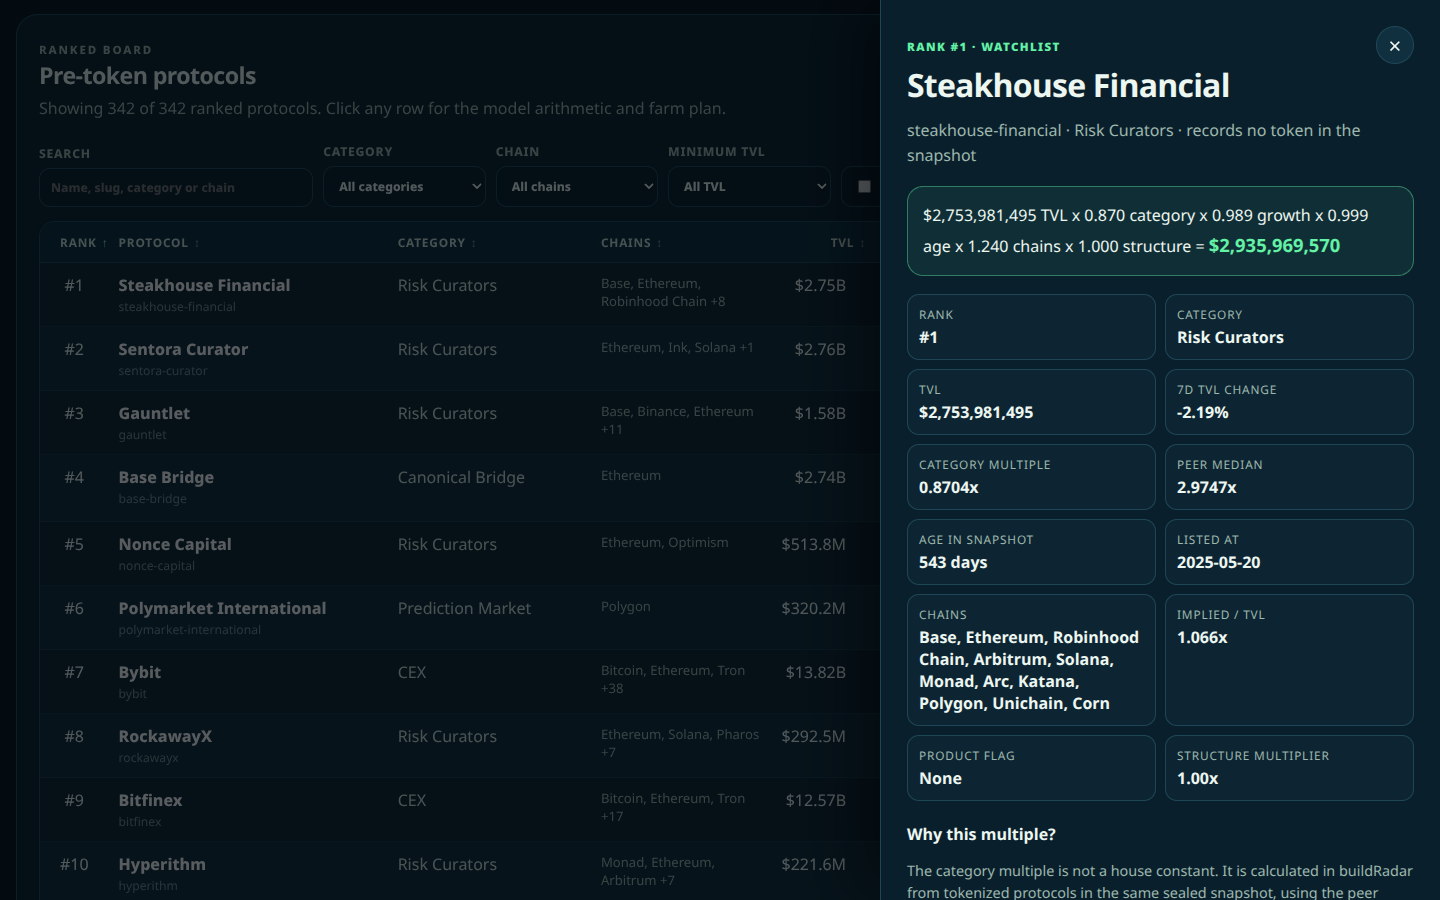 RANKED BOARD
Pre-token protocols
Showing 342 of 342 ranked protocols. Click any row for the model arithmetic and farm plan.
SEARCH
CATEGORY
CHAIN
MINIMUM TVL
Name, slug, category or chain
All categories
All chains
All TVL
RANK ↑ PROTOCOL ↕ CATEGORY ↕ CHAINS ↕ TVL ↕
#1 Steakhouse Financial Risk Curators Base, Ethereum, $2.75B
steakhouse-financial Robinhood Chain +8
#2 Sentora Curator Risk Curators Ethereum, Ink, Solana +1 $2.76B
sentora-curator
#3 Gauntlet Risk Curators Base, Binance, Ethereum $1.58B
gauntlet +11
#4 Base Bridge Canonical Bridge Ethereum $2.74B
base-bridge
#5 Nonce Capital Risk Curators Ethereum, Optimism $513.8M
nonce-capital
#6 Polymarket International Prediction Market Polygon $320.2M
polymarket-international
#7 Bybit CEX Bitcoin, Ethereum, Tron $13.82B
bybit +38
#8 RockawayX Risk Curators Ethereum, Solana, Pharos $292.5M
rockawayx +7
#9 Bitfinex CEX Bitcoin, Ethereum, Tron $12.57B
bitfinex +17
#10 Hyperithm Risk Curators Monad, Ethereum, $221.6M
hyperithm Arbitrum +7
RANK #1 · WATCHLIST
×
Steakhouse Financial
steakhouse-financial · Risk Curators · records no token in the
snapshot
$2,753,981,495 TVL x 0.870 category x 0.989 growth x 0.999
age x 1.240 chains x 1.000 structure = $2,935,969,570
RANK
#1
CATEGORY
Risk Curators
TVL
$2,753,981,495
7D TVL CHANGE
-2.19%
CATEGORY MULTIPLE
0.8704x
PEER MEDIAN
2.9747x
AGE IN SNAPSHOT
543 days
LISTED AT
2025-05-20
CHAINS
Base, Ethereum, Robinhood
Chain, Arbitrum, Solana,
Monad, Arc, Katana,
Polygon, Unichain, Corn
IMPLIED / TVL
1.066x
PRODUCT FLAG
None
STRUCTURE MULTIPLIER
1.00x
Why this multiple?
The category multiple is not a house constant. It is calculated in buildRadar
from tokenized protocols in the same sealed snapshot, using the peer